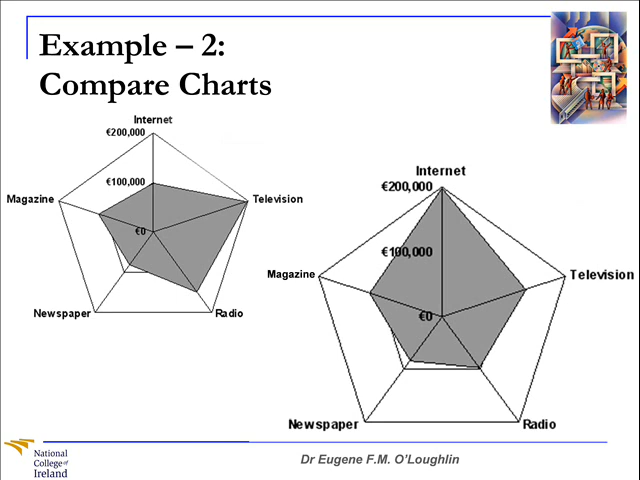 Example – 2:
Compare Charts
Internet
€200,000
€100,000
Magazine
Television
€0
Newspaper
Radio
Internet
€200,000
€100,000
Magazine
Television
€0
Newspaper
Radio
National
College of
Ireland
Dr Eugene F.M. O'Loughlin